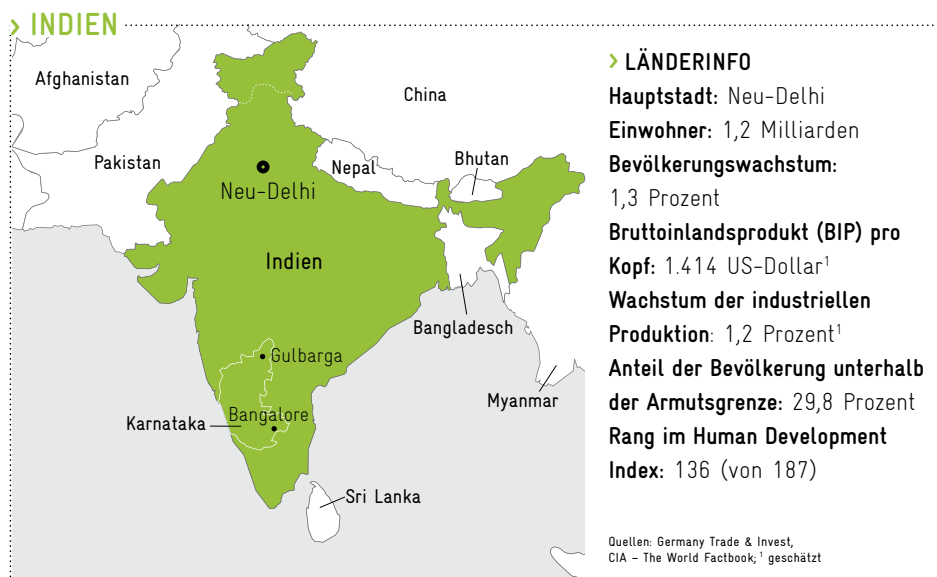 › INDIEN
Afghanistan
China
Pakistan
Nepal
Bhutan
Neu-Delhi
Indien
Bangladesch
Gulbarga
Myanmar
Karnataka
Bangalore
Sri Lanka
› LÄNDERINFO
Hauptstadt: Neu-Delhi
Einwohner: 1,2 Milliarden
Bevölkerungswachstum:
1,3 Prozent
Bruttoinlandsprodukt (BIP) pro
Kopf: 1.414 US-Dollar¹
Wachstum der industriellen
Produktion: 1,2 Prozent¹
Anteil der Bevölkerung unterhalb
der Armutsgrenze: 29,8 Prozent
Rang im Human Development
Index: 136 (von 187)
Quellen: Germany Trade & Invest,
CIA – The World Factbook; ¹ geschätzt